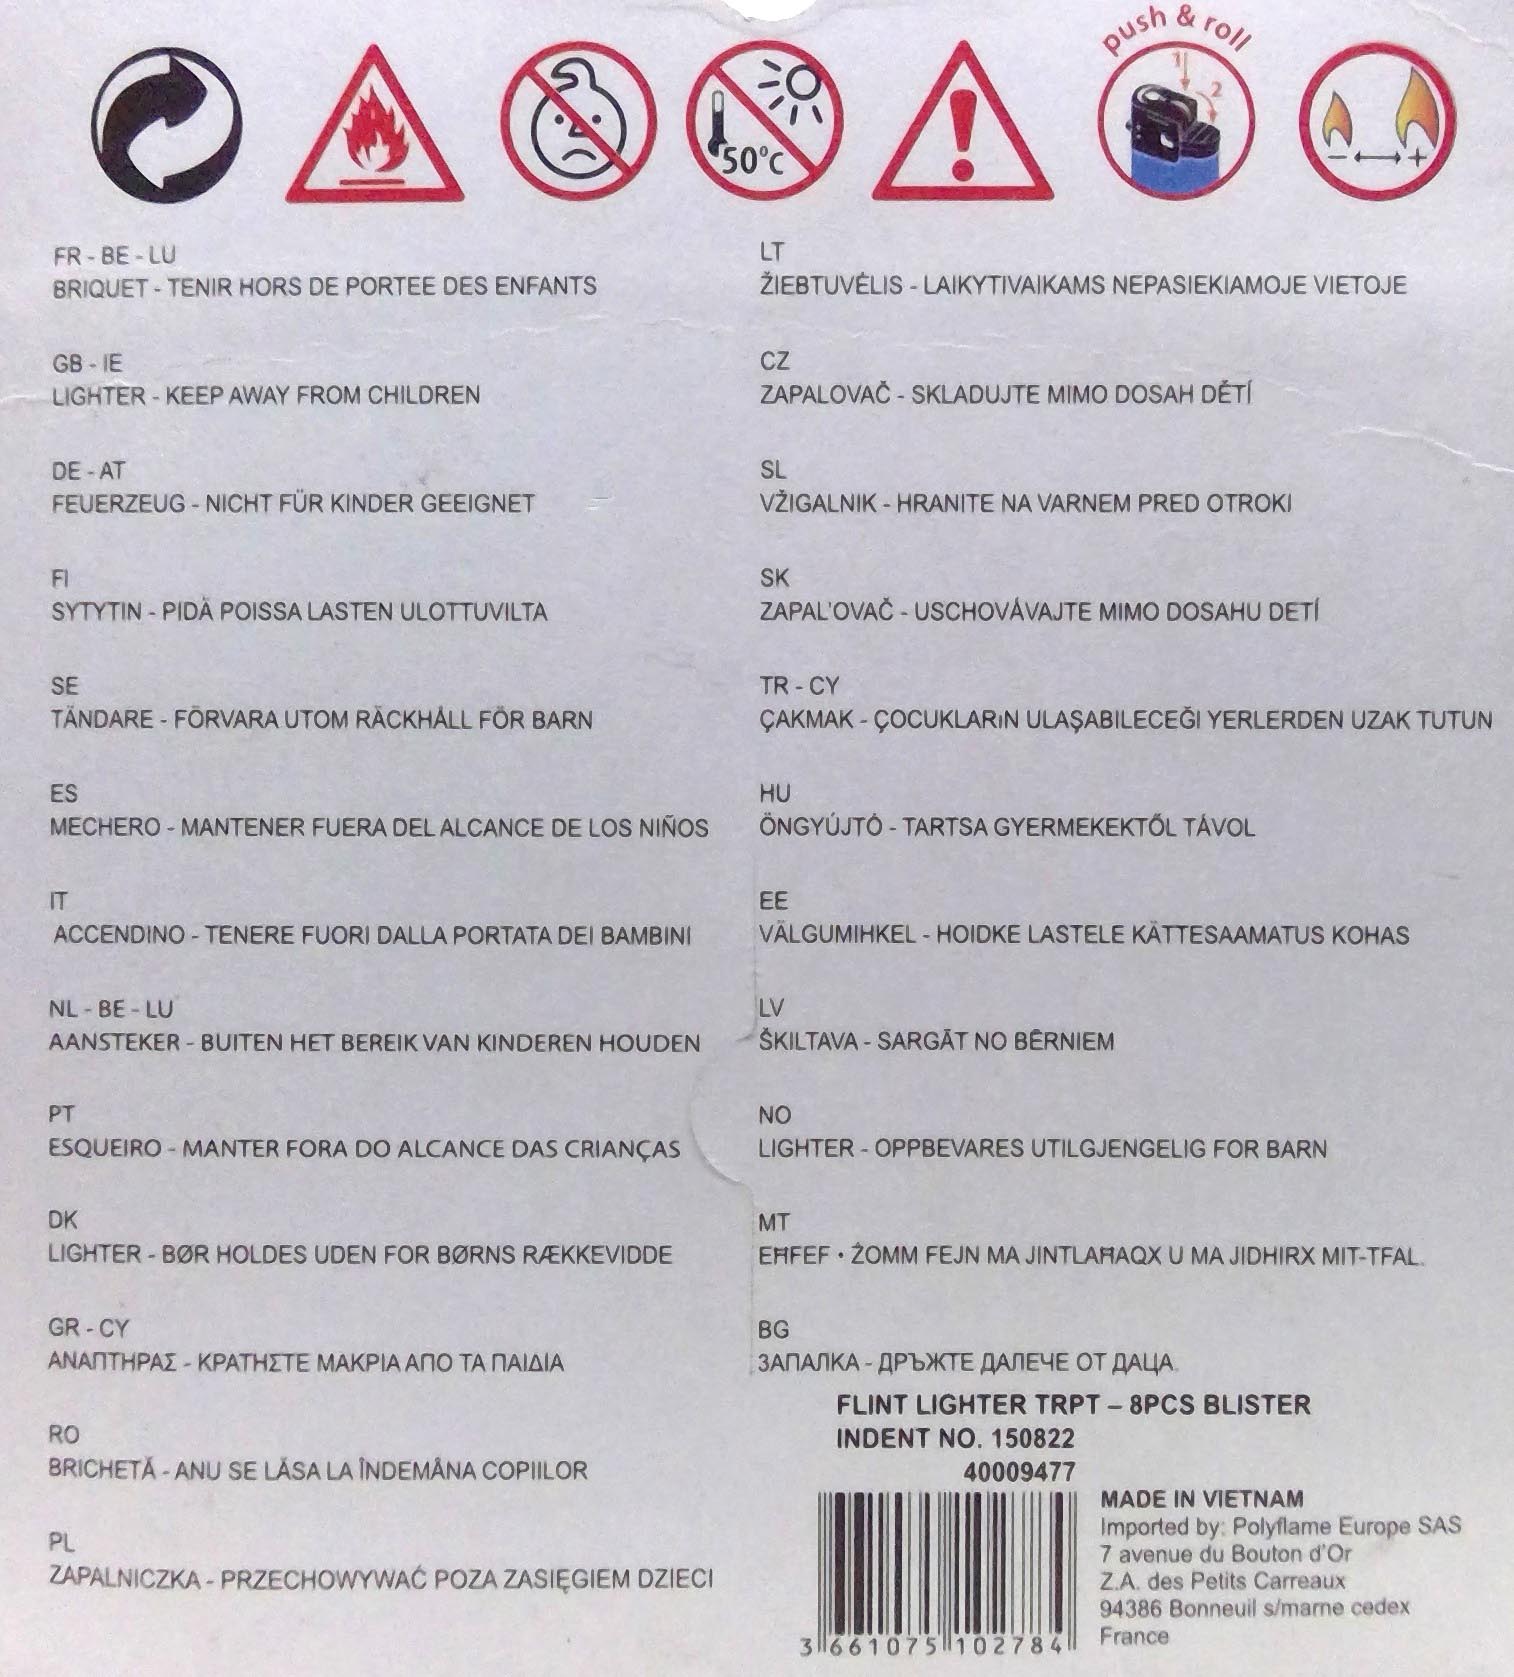 push & roll
1
2
50°C
- +
FR - BE - LU
BRIQUET - TENIR HORS DE PORTEE DES ENFANTS
GB - IE
LIGHTER - KEEP AWAY FROM CHILDREN
DE - AT
FEUERZEUG - NICHT FÜR KINDER GEEIGNET
FI
SYTYTIN - PIDÄ POISSA LASTEN ULOTTUVILTA
SE
TÄNDARE - FÖRVARA UTOM RÄCKHÅLL FÖR BARN
ES
MECHERO - MANTENER FUERA DEL ALCANCE DE LOS NIÑOS
IT
ACCENDINO - TENERE FUORI DALLA PORTATA DEI BAMBINI
NL - BE - LU
AANSTEKER - BUITEN HET BEREIK VAN KINDEREN HOUDEN
PT
ESQUEIRO - MANTER FORA DO ALCANCE DAS CRIANÇAS
DK
LIGHTER - BØR HOLDES UDEN FOR BØRNS RÆKKEVIDDE
GR - CY
ΑΝΑΠΤΗΡΑΣ - ΚΡΑΤΗΣΤΕ ΜΑΚΡΙΑ ΑΠΟ ΤΑ ΠΑΙΔΙΑ
RO
BRICHETĂ - ANU SE LĂSA LA ÎNDEMÂNA COPIILOR
PL
ZAPALNICZKA - PRZECHOWYWAĆ POZA ZASIĘGIEM DZIECI
LT
ŽIEBTUVĖLIS - LAIKYTIVAIKAMS NEPASIEKIAMOJE VIETOJE
CZ
ZAPALOVAČ - SKLADUJTE MIMO DOSAH DĚTÍ
SL
VŽIGALNIK - HRANITE NA VARNEM PRED OTROKI
SK
ZAPAL'OVAČ - USCHOVÁVAJTE MIMO DOSAHU DETÍ
TR - CY
ÇAKMAK - ÇOCUKLARıN ULAŞABILECEĞI YERLERDEN UZAK TUTUN
HU
ÖNGYÚJTÓ - TARTSA GYERMEKEKTŐL TÁVOL
EE
VÄLGUMIHKEL - HOIDKE LASTELE KÄTTESAAMATUS KOHAS
LV
ŠKILTAVA - SARGĀT NO BĒRNIEM
NO
LIGHTER - OPPBEVARES UTILGJENGELIG FOR BARN
MT
EĦFEF • ŻOMM FEJN MA JINTLAĦAQX U MA JIDHIRX MIT-TFAL.
BG
ЗАПАЛКА - ДРЪЖТЕ ДАЛЕЧЕ ОТ ДАЦА.
FLINT LIGHTER TRPT – 8PCS BLISTER
INDENT NO. 150822
40009477
3 661075 102784
MADE IN VIETNAM
Imported by: Polyflame Europe SAS
7 avenue du Bouton d'Or
Z.A. des Petits Carreaux
94386 Bonneuil s/marne cedex
France